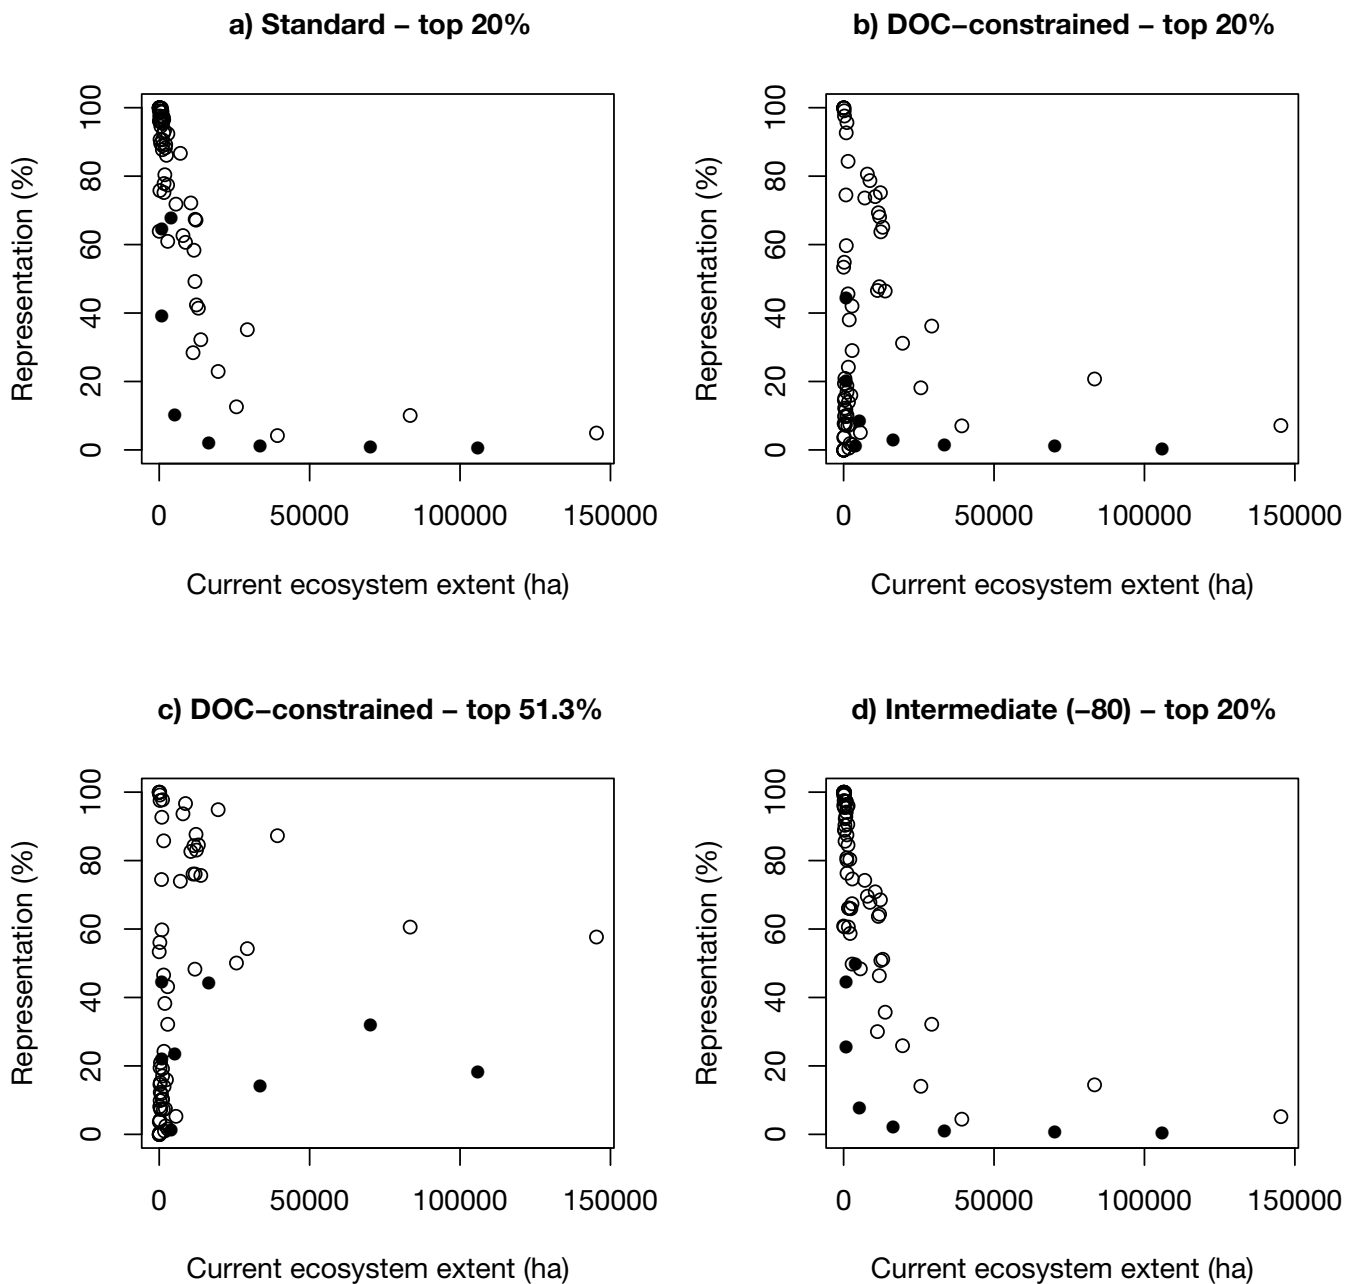 a) Standard − top 20%
Representation (%)
100
80
60
40
20
0
0 50000 100000 150000
Current ecosystem extent (ha)
b) DOC−constrained − top 20%
Representation (%)
100
80
60
40
20
0
0 50000 100000 150000
Current ecosystem extent (ha)
c) DOC−constrained − top 51.3%
Representation (%)
100
80
60
40
20
0
0 50000 100000 150000
Current ecosystem extent (ha)
d) Intermediate (−80) − top 20%
Representation (%)
100
80
60
40
20
0
0 50000 100000 150000
Current ecosystem extent (ha)